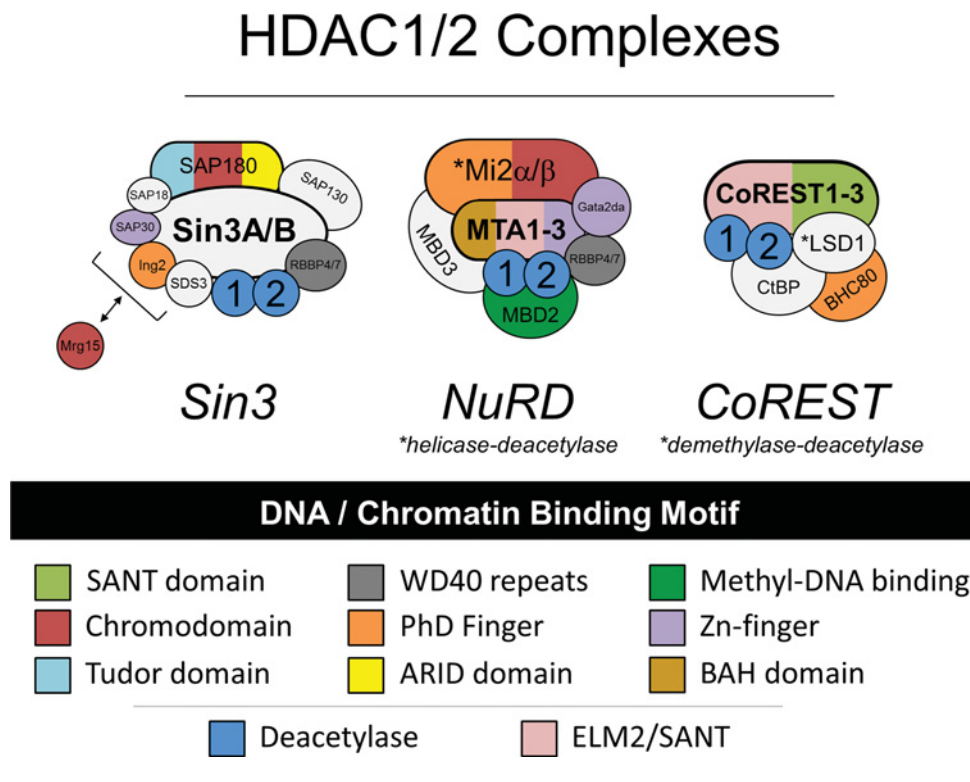 HDAC1/2 Complexes
SAP180
SAP130
SAP18
SAP30
Sin3A/B
Ing2
SDS3
1
2
RBBP4/7
Mrg15
Sin3
*Mi2α/β
Gata2da
MTA1-3
MBD3
1
2
RBBP4/7
MBD2
NuRD
*helicase-deacetylase
CoREST1-3
1
2
*LSD1
CtBP
BHC80
CoREST
*demethylase-deacetylase
DNA / Chromatin Binding Motif
SANT domain
WD40 repeats
Methyl-DNA binding
Chromodomain
PhD Finger
Zn-finger
Tudor domain
ARID domain
BAH domain
Deacetylase
ELM2/SANT